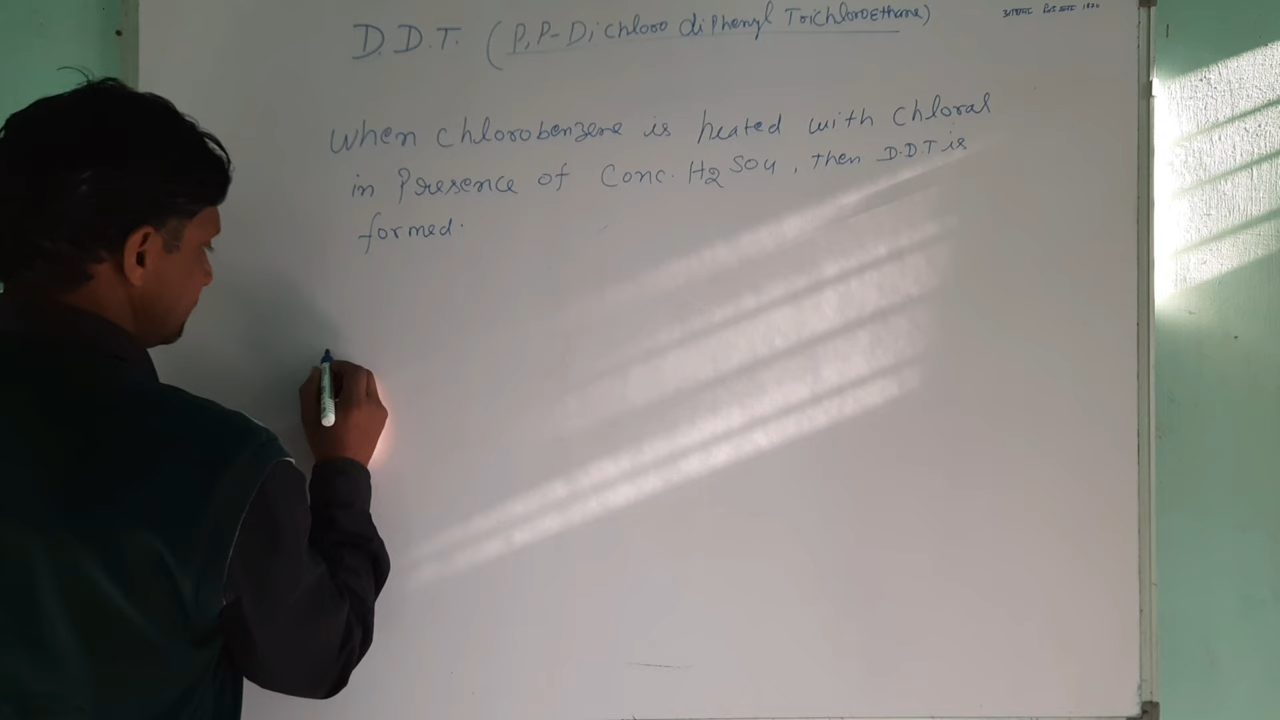 D.D.T. (P,P-Dichloro diphenyl TrichloroEthane)
When chlorobenzene is heated with chloral
in Presence of Conc. H2SO4, then D.D.T is
formed.